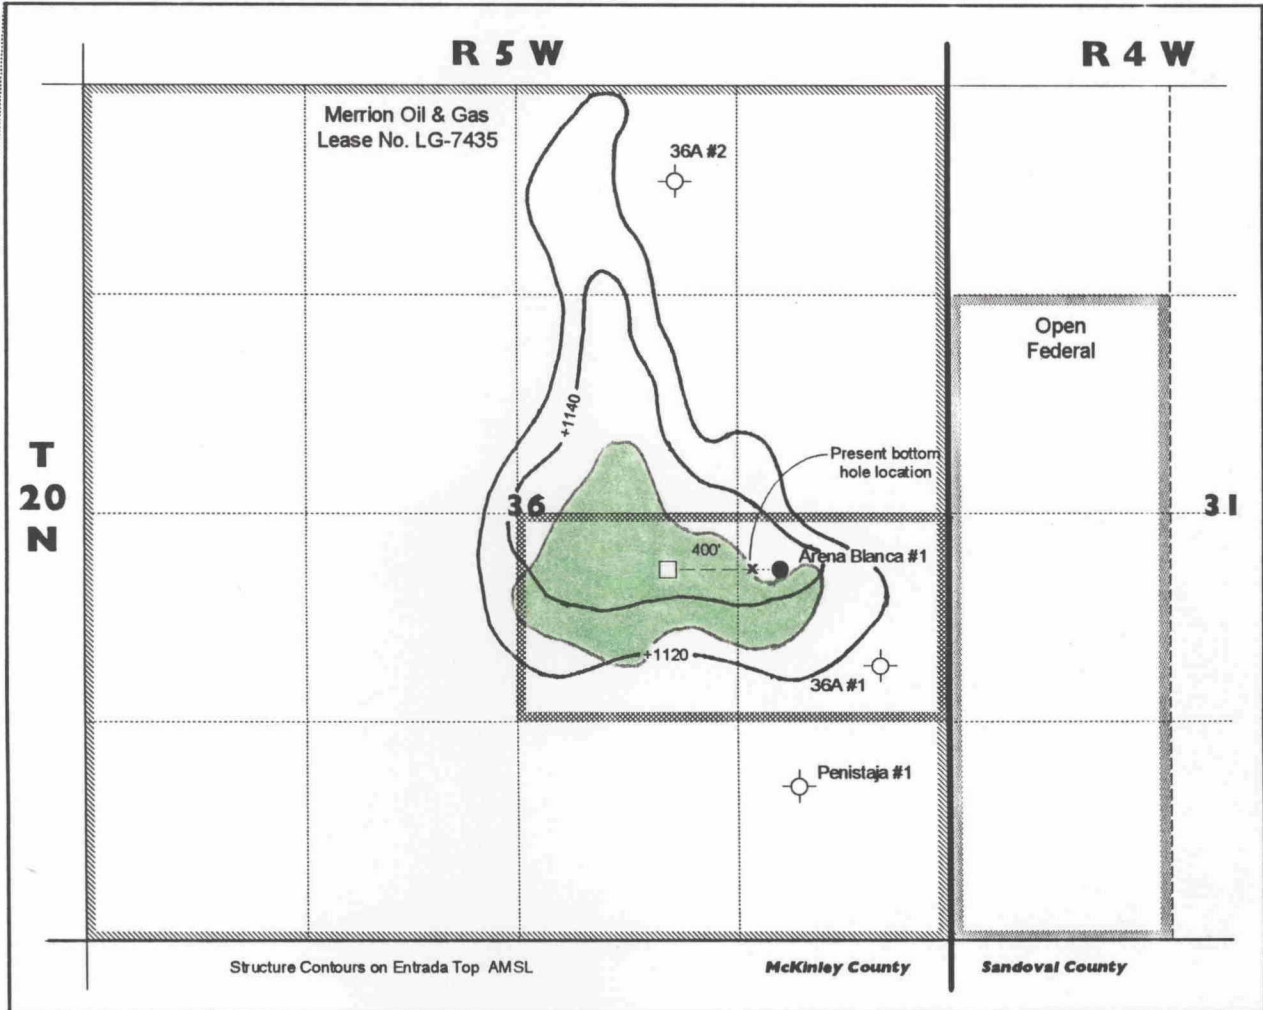 R 5 W
R 4 W
Merrion Oil & Gas
Lease No. LG-7435
36A #2
Open
Federal
+1140
T
20
N
Present bottom
hole location
36
31
400'
Arena Blanca #1
+1120
36A #1
Penistaja #1
Structure Contours on Entrada Top AMSL
McKinley County
Sandoval County